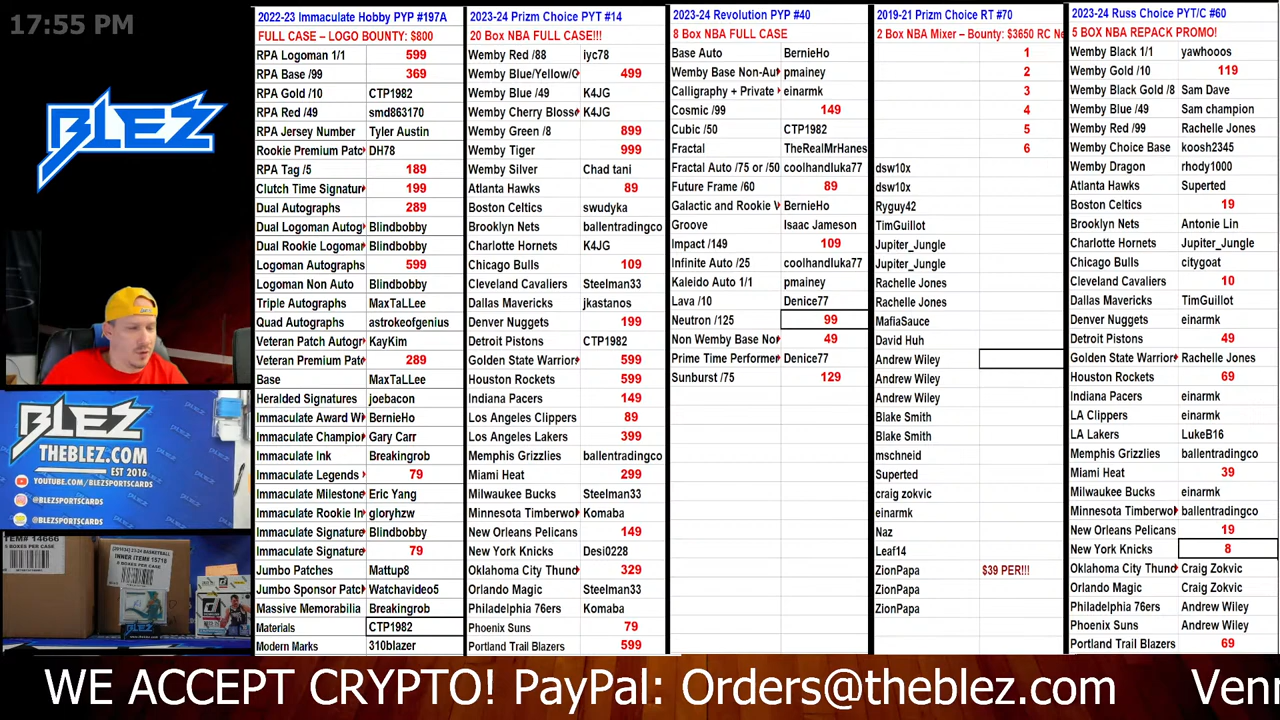 17:55 PM
BLEZ
BLEZ
THEBLEZ.COM
EST 2016
YOUTUBE.COM/BLEZSPORTSCARDS
@BLEZSPORTSCARDS
@BLEZSPORTSCARDS
ITEM# 14666
BOXES PER CASE
23-24 BASKETBALL
INNER ITEM# 15718
8 BOXES PER CASE
2022-23 Immaculate Hobby PYP #197A
FULL CASE – LOGO BOUNTY: $800
RPA Logoman 1/1 599
RPA Base /99 369
RPA Gold /10 CTP1982
RPA Red /49 smd863170
RPA Jersey Number Tyler Austin
Rookie Premium Patc DH78
RPA Tag /5 189
Clutch Time Signatur 199
Dual Autographs 289
Dual Logoman Autog Blindbobby
Dual Rookie Logoma Blindbobby
Logoman Autographs 599
Logoman Non Auto Blindbobby
Triple Autographs MaxTaLLee
Quad Autographs astrokeofgenius
Veteran Patch Autogr KayKim
Veteran Premium Pat 289
Base MaxTaLLee
Heralded Signatures joebacon
Immaculate Award W BernieHo
Immaculate Champio Gary Carr
Immaculate Ink Breakingrob
Immaculate Legends 79
Immaculate Milestone Eric Yang
Immaculate Rookie In gloryhzw
Immaculate Signature Blindbobby
Immaculate Signature 79
Jumbo Patches Mattup8
Jumbo Sponsor Patc Watchavideo5
Massive Memorabilia Breakingrob
Materials CTP1982
Modern Marks 310blazer
2023-24 Prizm Choice PYT #14
20 Box NBA FULL CASE!!!
Wemby Red /88 iyc78
Wemby Blue/Yellow/G 499
Wemby Blue /49 K4JG
Wemby Cherry Blosso K4JG
Wemby Green /8 899
Wemby Tiger 999
Wemby Silver Chad tani
Atlanta Hawks 89
Boston Celtics swudyka
Brooklyn Nets ballentradingco
Charlotte Hornets K4JG
Chicago Bulls 109
Cleveland Cavaliers Steelman33
Dallas Mavericks jkastanos
Denver Nuggets 199
Detroit Pistons CTP1982
Golden State Warrior 599
Houston Rockets 599
Indiana Pacers 149
Los Angeles Clippers 89
Los Angeles Lakers 399
Memphis Grizzlies ballentradingco
Miami Heat 299
Milwaukee Bucks Steelman33
Minnesota Timberwo Komaba
New Orleans Pelicans 149
New York Knicks Desi0228
Oklahoma City Thund 329
Orlando Magic Steelman33
Philadelphia 76ers Komaba
Phoenix Suns 79
Portland Trail Blazers 599
2023-24 Revolution PYP #40
8 Box NBA FULL CASE
Base Auto BernieHo
Wemby Base Non-Au pmainey
Calligraphy + Private einarmk
Cosmic /99 149
Cubic /50 CTP1982
Fractal TheRealMrHanes
Fractal Auto /75 or /50 coolhandluka77
Future Frame /60 89
Galactic and Rookie V BernieHo
Groove Isaac Jameson
Impact /149 109
Infinite Auto /25 coolhandluka77
Kaleido Auto 1/1 pmainey
Lava /10 Denice77
Neutron /125 99
Non Wemby Base No 49
Prime Time Performer Denice77
Sunburst /75 129
2019-21 Prizm Choice RT #70
2 Box NBA Mixer – Bounty: $3650 RC Ne
1
2
3
4
5
6
dsw10x
dsw10x
Ryguy42
TimGuillot
Jupiter_Jungle
Jupiter_Jungle
Rachelle Jones
Rachelle Jones
MafiaSauce
David Huh
Andrew Wiley
Andrew Wiley
Andrew Wiley
Blake Smith
Blake Smith
mschneid
Superted
craig zokvic
einarmk
Naz
Leaf14
ZionPapa $39 PER!!!
ZionPapa
ZionPapa
2023-24 Russ Choice PYT/C #60
5 BOX NBA REPACK PROMO!
Wemby Black 1/1 yawhooos
Wemby Gold /10 119
Wemby Black Gold /8 Sam Dave
Wemby Blue /49 Sam champion
Wemby Red /99 Rachelle Jones
Wemby Choice Base koosh2345
Wemby Dragon rhody1000
Atlanta Hawks Superted
Boston Celtics 19
Brooklyn Nets Antonie Lin
Charlotte Hornets Jupiter_Jungle
Chicago Bulls citygoat
Cleveland Cavaliers 10
Dallas Mavericks TimGuillot
Denver Nuggets einarmk
Detroit Pistons 49
Golden State Warrior Rachelle Jones
Houston Rockets 69
Indiana Pacers einarmk
LA Clippers einarmk
LA Lakers LukeB16
Memphis Grizzlies ballentradingco
Miami Heat 39
Milwaukee Bucks einarmk
Minnesota Timberwo ballentradingco
New Orleans Pelicans 19
New York Knicks 8
Oklahoma City Thund Craig Zokvic
Orlando Magic Craig Zokvic
Philadelphia 76ers Andrew Wiley
Phoenix Suns Andrew Wiley
Portland Trail Blazers 69
WE ACCEPT CRYPTO! PayPal: Orders@theblez.com Venn